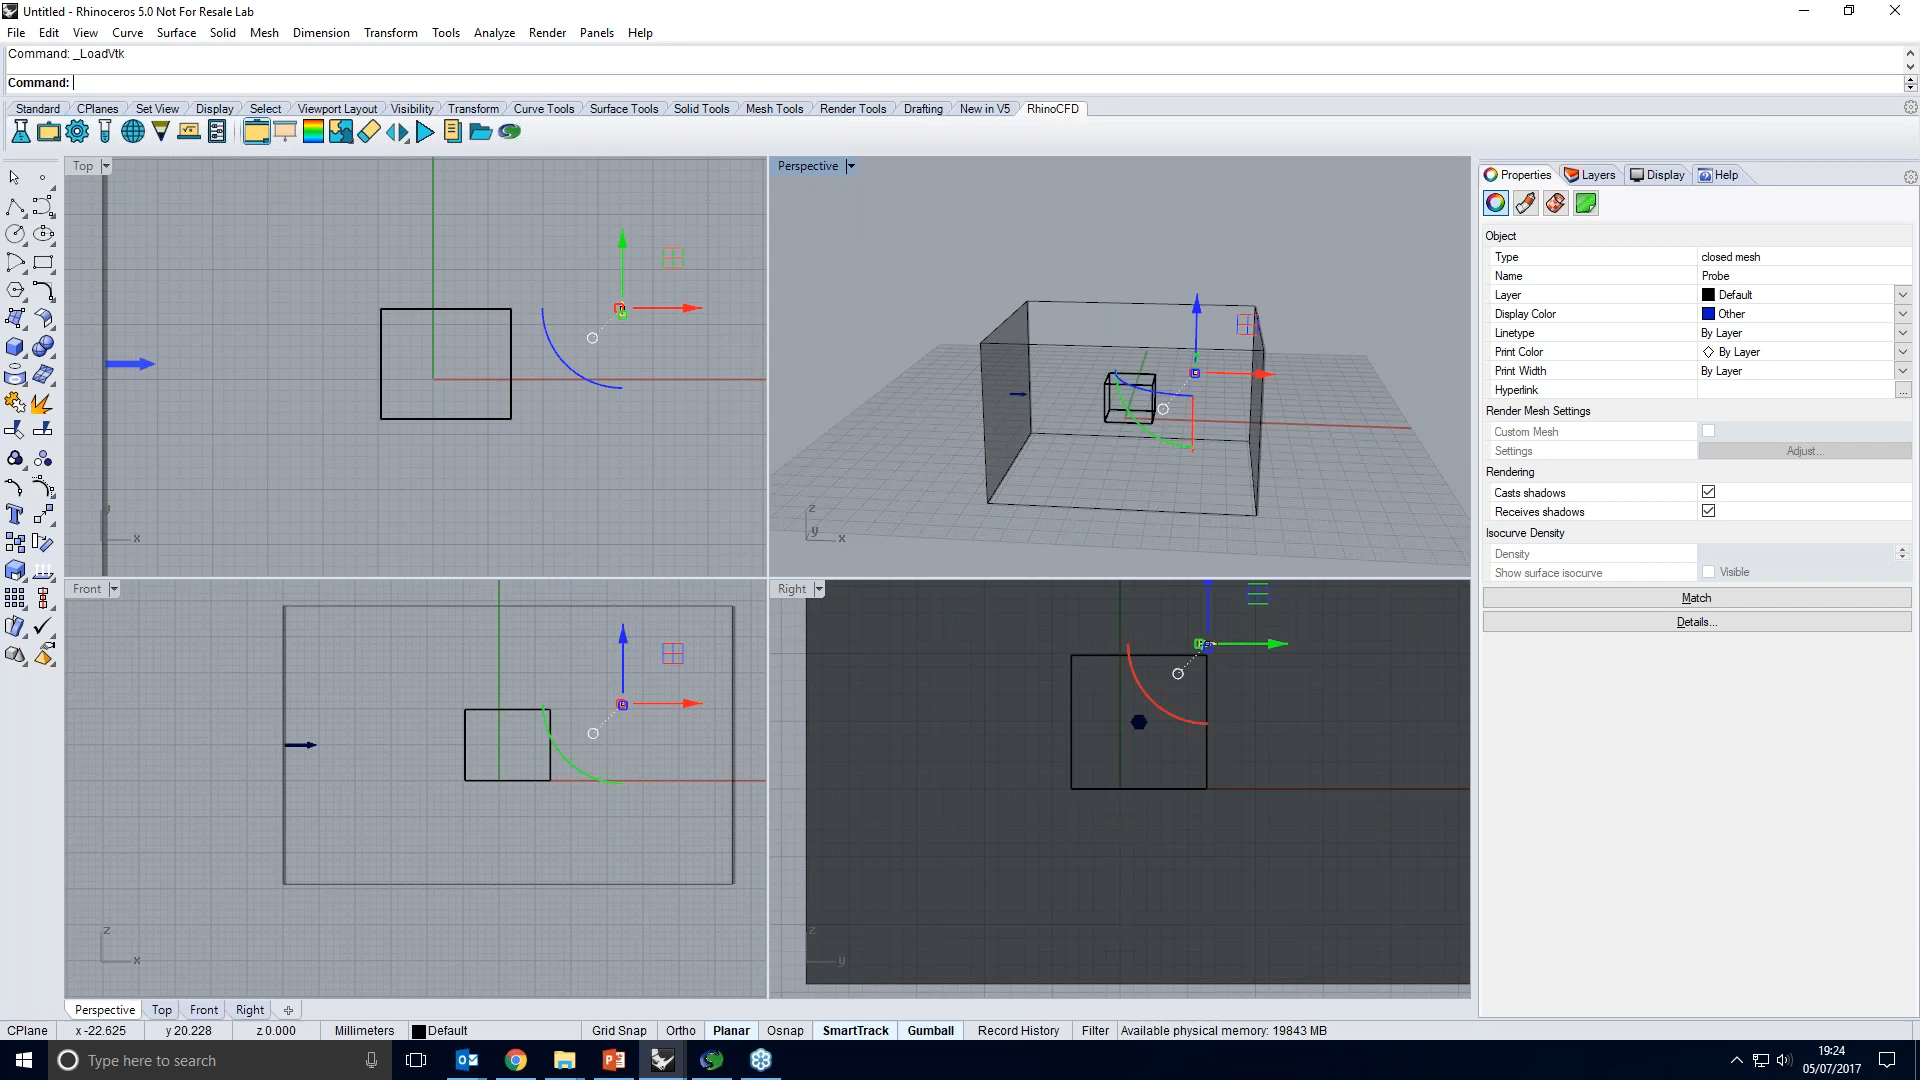 Untitled - Rhinoceros 5.0 Not For Resale Lab
File Edit View Curve Surface Solid Mesh Dimension Transform Tools Analyze Render Panels Help
Command: _LoadVtk
Command:
Standard CPlanes Set View Display Select Viewport Layout Visibility Transform Curve Tools Surface Tools Solid Tools Mesh Tools Render Tools Drafting New in V5 RhinoCFD
Top
Perspective
Properties Layers Display Help
Object
Type closed mesh
Name Probe
Layer Default
Display Color Other
Linetype By Layer
Print Color By Layer
Print Width By Layer
Hyperlink ...
Render Mesh Settings
Custom Mesh
Settings Adjust...
Rendering
Casts shadows
Receives shadows
Isocurve Density
Density
Show surface isocurve Visible
Match
Details...
x
z
y x
Front
Right
z
x
z
y
Perspective Top Front Right
CPlane x -22.625 y 20.228 z 0.000 Millimeters Default Grid Snap Ortho Planar Osnap SmartTrack Gumball Record History Filter Available physical memory: 19843 MB
Type here to search
19:24
05/07/2017